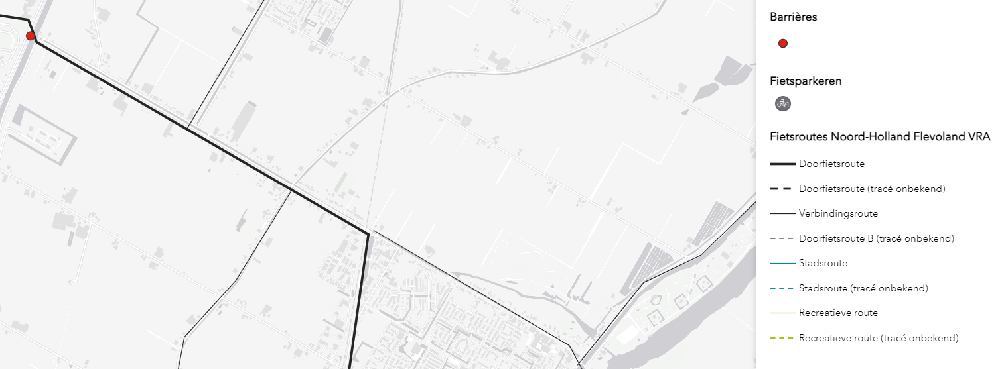 Barrières
Fietsparkeren
Fietsroutes Noord-Holland Flevoland VRA
Doorfietsroute
Doorfietsroute (tracé onbekend)
Verbindingsroute
Doorfietsroute B (tracé onbekend)
Stadsroute
Stadsroute (tracé onbekend)
Recreatieve route
Recreatieve route (tracé onbekend)